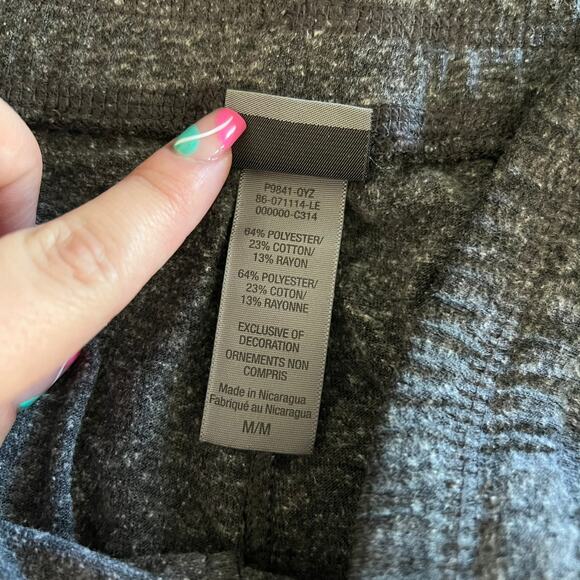 P9841-QYZ
86-071114-LE
000000-C314
64% POLYESTER/
23% COTTON/
13% RAYON
64% POLYESTER/
23% COTON/
13% RAYONNE
EXCLUSIVE OF
DECORATION
ORNEMENTS NON
COMPRIS
Made in Nicaragua
Fabriqué au Nicaragua
M/M